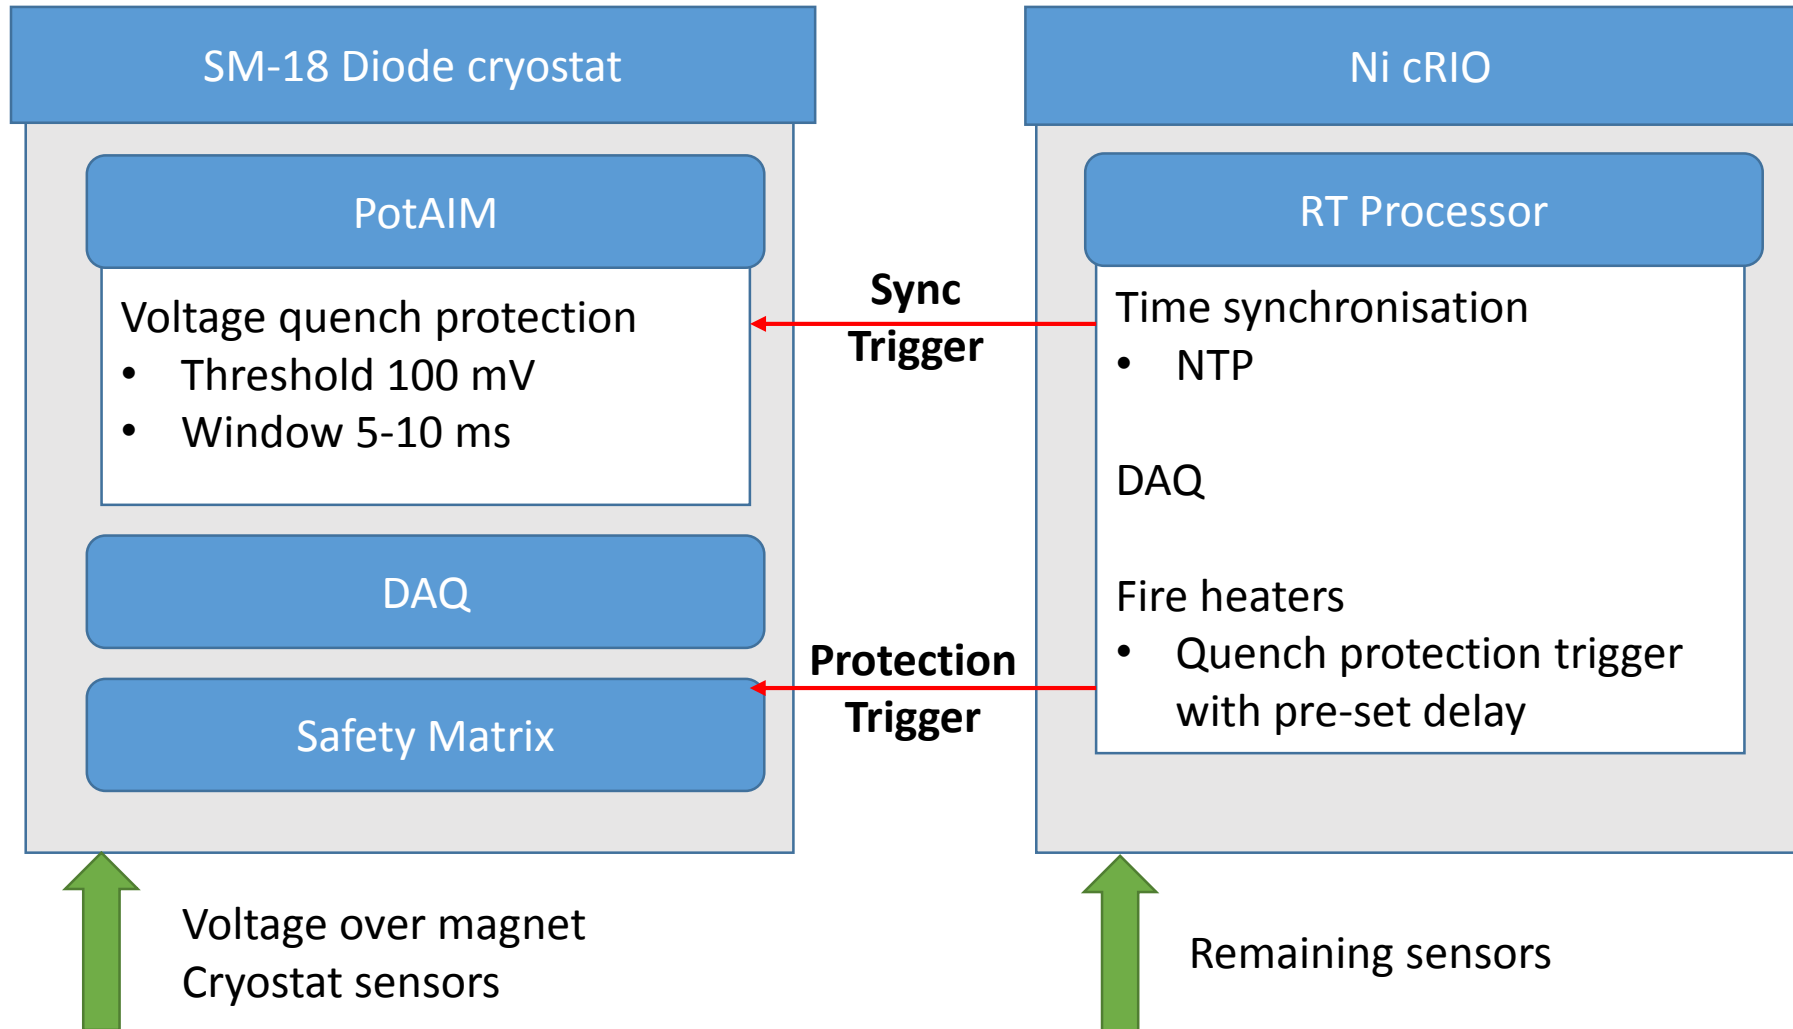 SM-18 Diode cryostat
PotAIM
Voltage quench protection
• Threshold 100 mV
• Window 5-10 ms
DAQ
Safety Matrix
Voltage over magnet
Cryostat sensors
Sync
Trigger
Protection
Trigger
Ni cRIO
RT Processor
Time synchronisation
• NTP
DAQ
Fire heaters
• Quench protection trigger
with pre-set delay
Remaining sensors